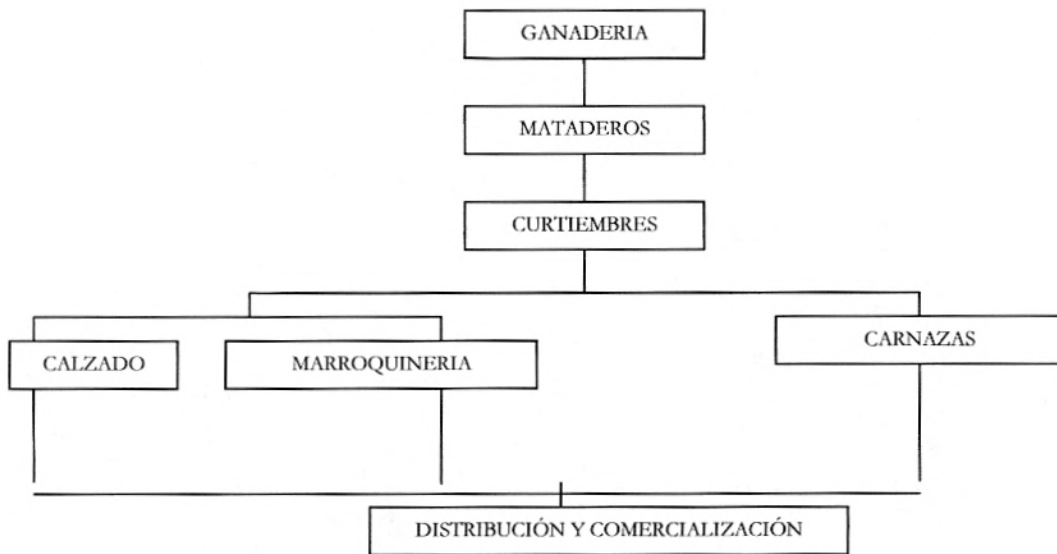 GANADERIA
MATADEROS
CURTIEMBRES
CALZADO
MARROQUINERIA
CARNAZAS
DISTRIBUCIÓN Y COMERCIALIZACIÓN